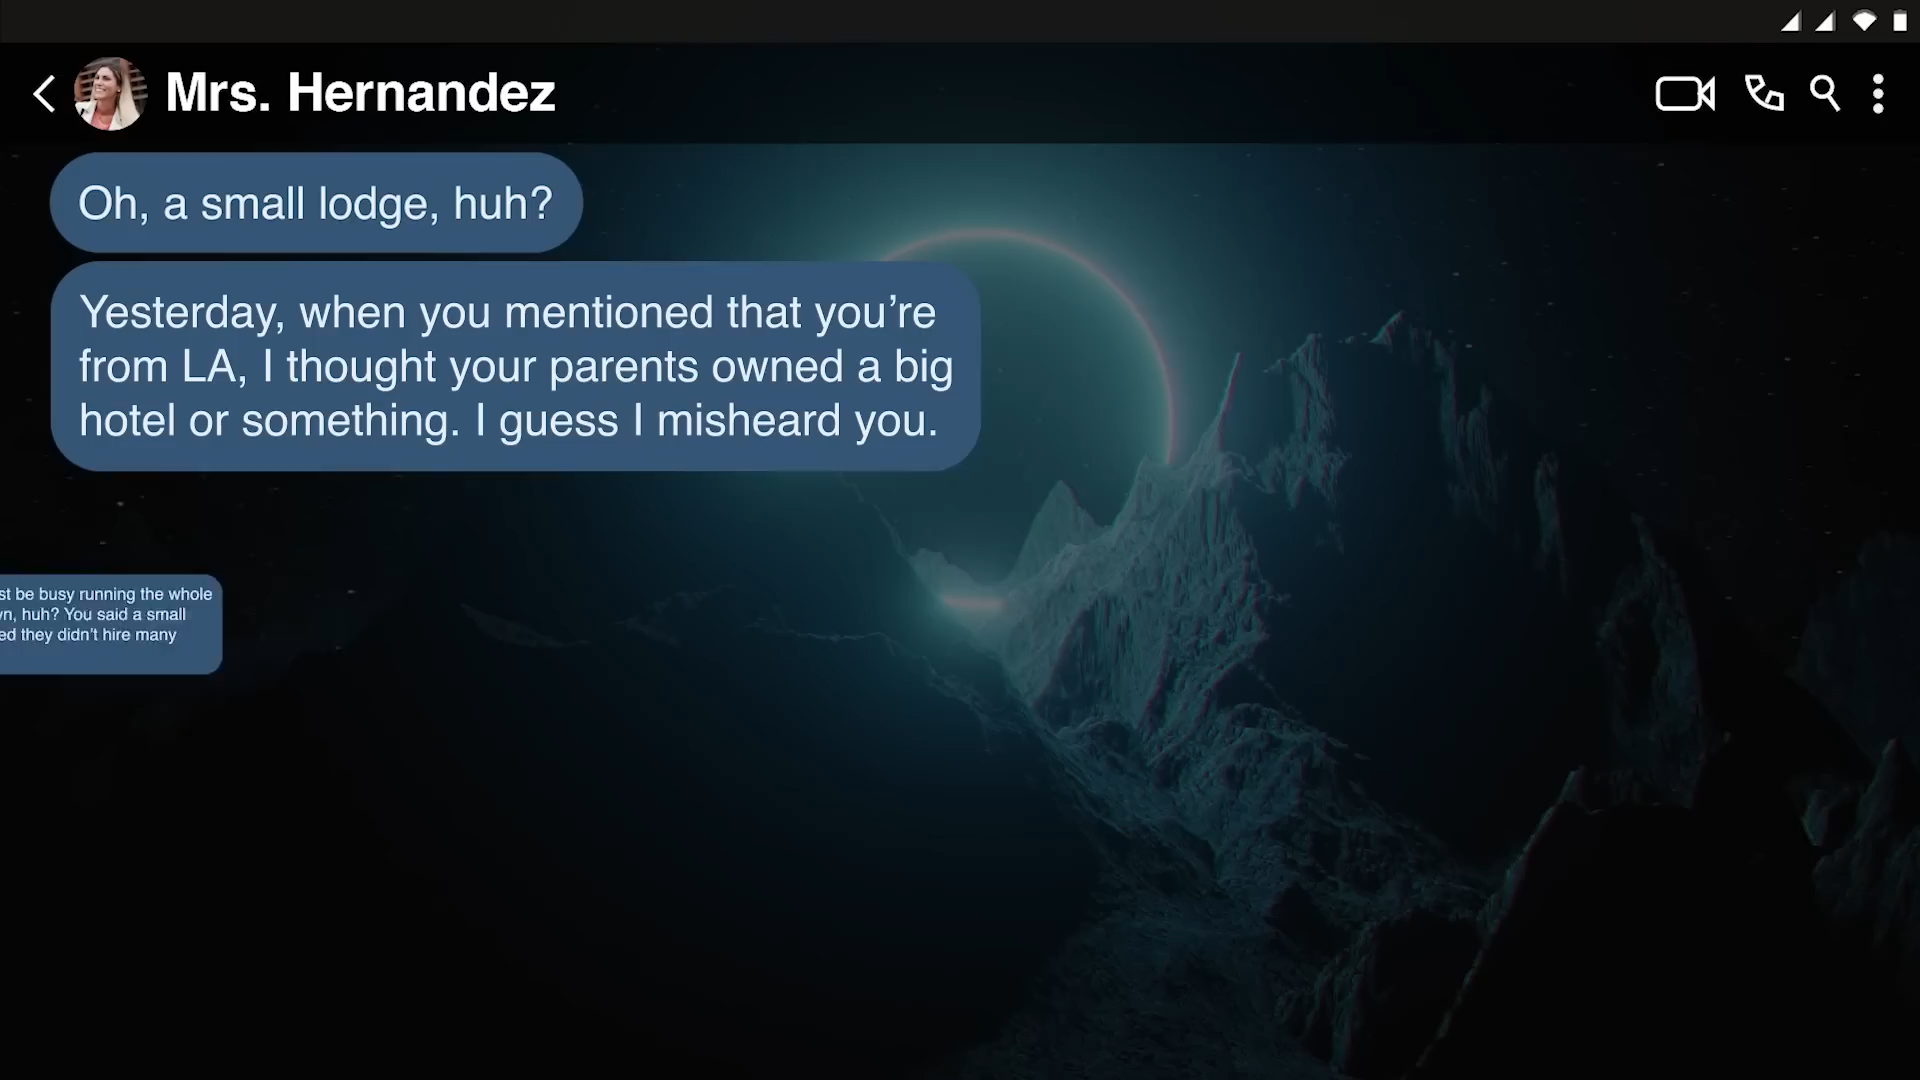 Mrs. Hernandez
Oh, a small lodge, huh?
Yesterday, when you mentioned that you’re
from LA, I thought your parents owned a big
hotel or something. I guess I misheard you.
be busy running the whole
huh? You said a small
they didn’t hire many